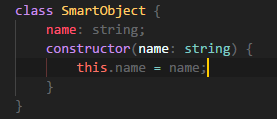 class SmartObject {
    name: string;
    constructor(name: string) {
        this.name = name;
    }
}